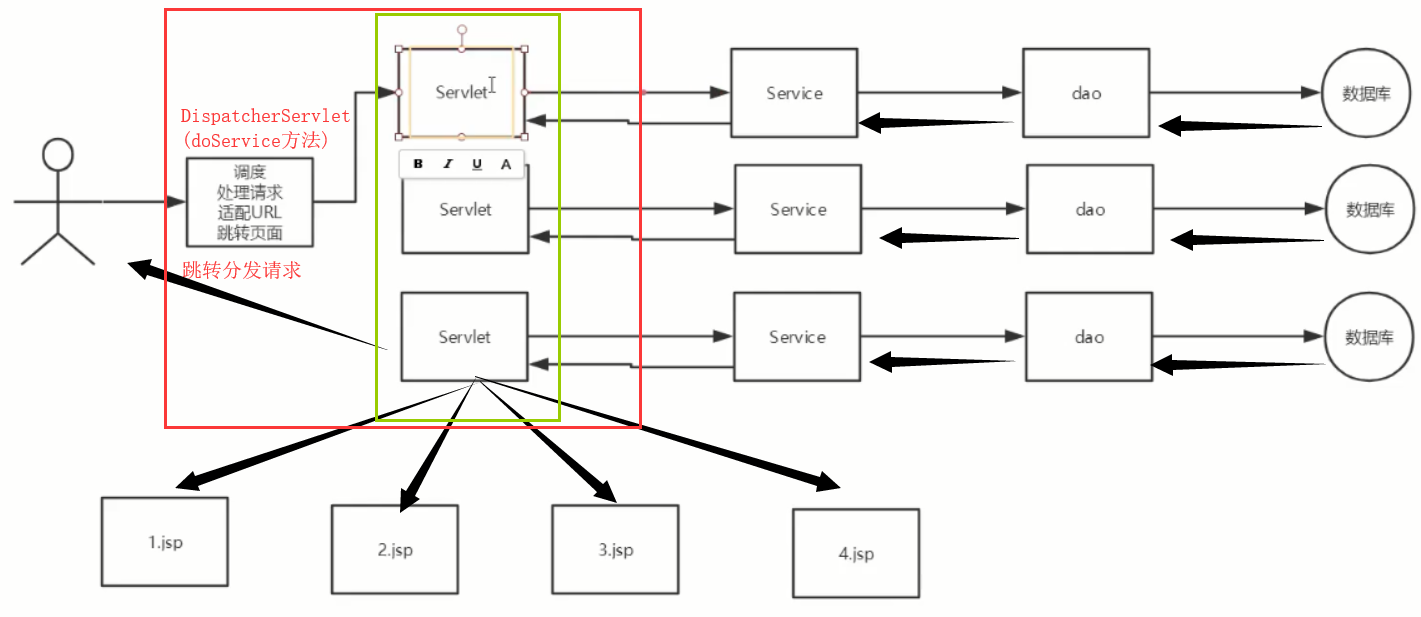 DispatcherServlet
(doService方法)
调度
处理请求
适配URL
跳转页面
跳转分发请求
Servlet
Service
dao
数据库
B I U A
Servlet
Service
dao
数据库
Servlet
Service
dao
数据库
1.jsp
2.jsp
3.jsp
4.jsp